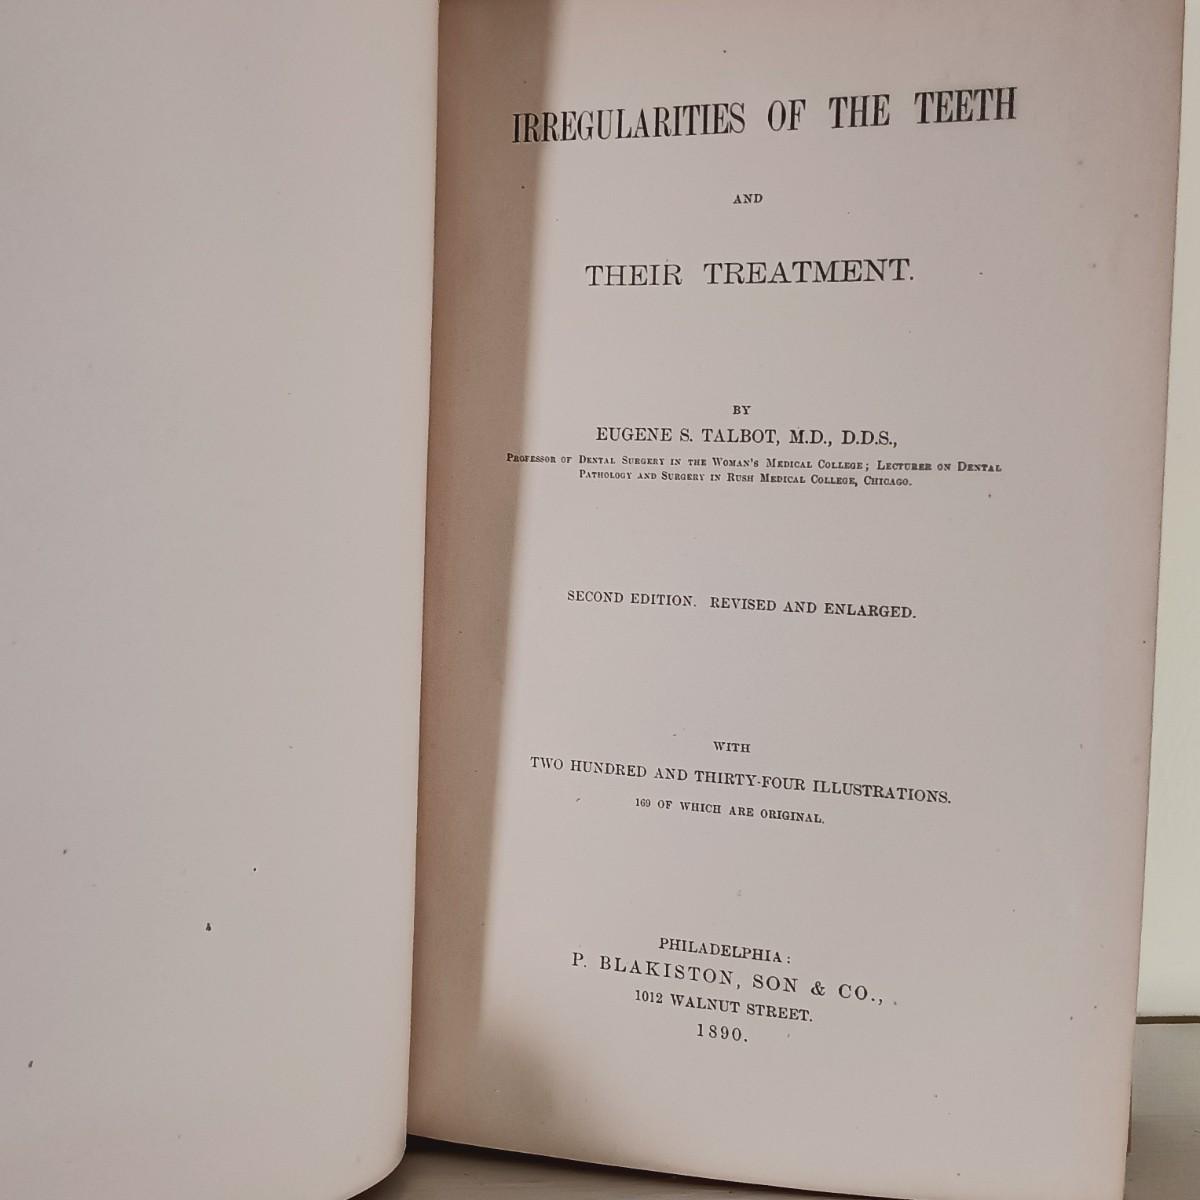 IRREGULARITIES OF THE TEETH
AND
THEIR TREATMENT.
BY
EUGENE S. TALBOT, M.D., D.D.S.,
PROFESSOR OF DENTAL SURGERY IN THE WOMAN'S MEDICAL COLLEGE; LECTURER ON DENTAL
PATHOLOGY AND SURGERY IN RUSH MEDICAL COLLEGE, CHICAGO.
SECOND EDITION. REVISED AND ENLARGED.
WITH
TWO HUNDRED AND THIRTY-FOUR ILLUSTRATIONS.
169 OF WHICH ARE ORIGINAL.
PHILADELPHIA:
P. BLAKISTON, SON & CO.,
1012 WALNUT STREET.
1890.